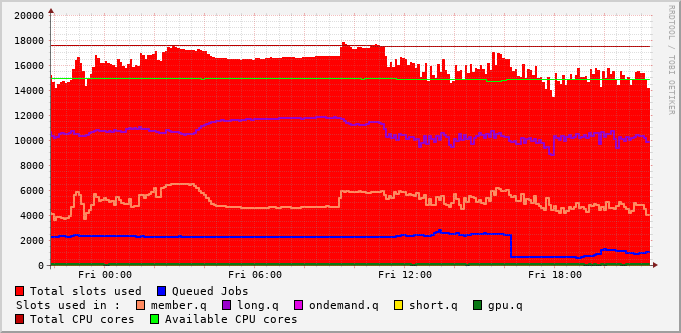 20000
18000
16000
14000
12000
10000
8000
6000
4000
2000
0
Fri 00:00 Fri 06:00 Fri 12:00 Fri 18:00
RRDTOOL / TOBI OETIKER
Total slots used Queued Jobs
Slots used in : member.q long.q ondemand.q short.q gpu.q
Total CPU cores Available CPU cores